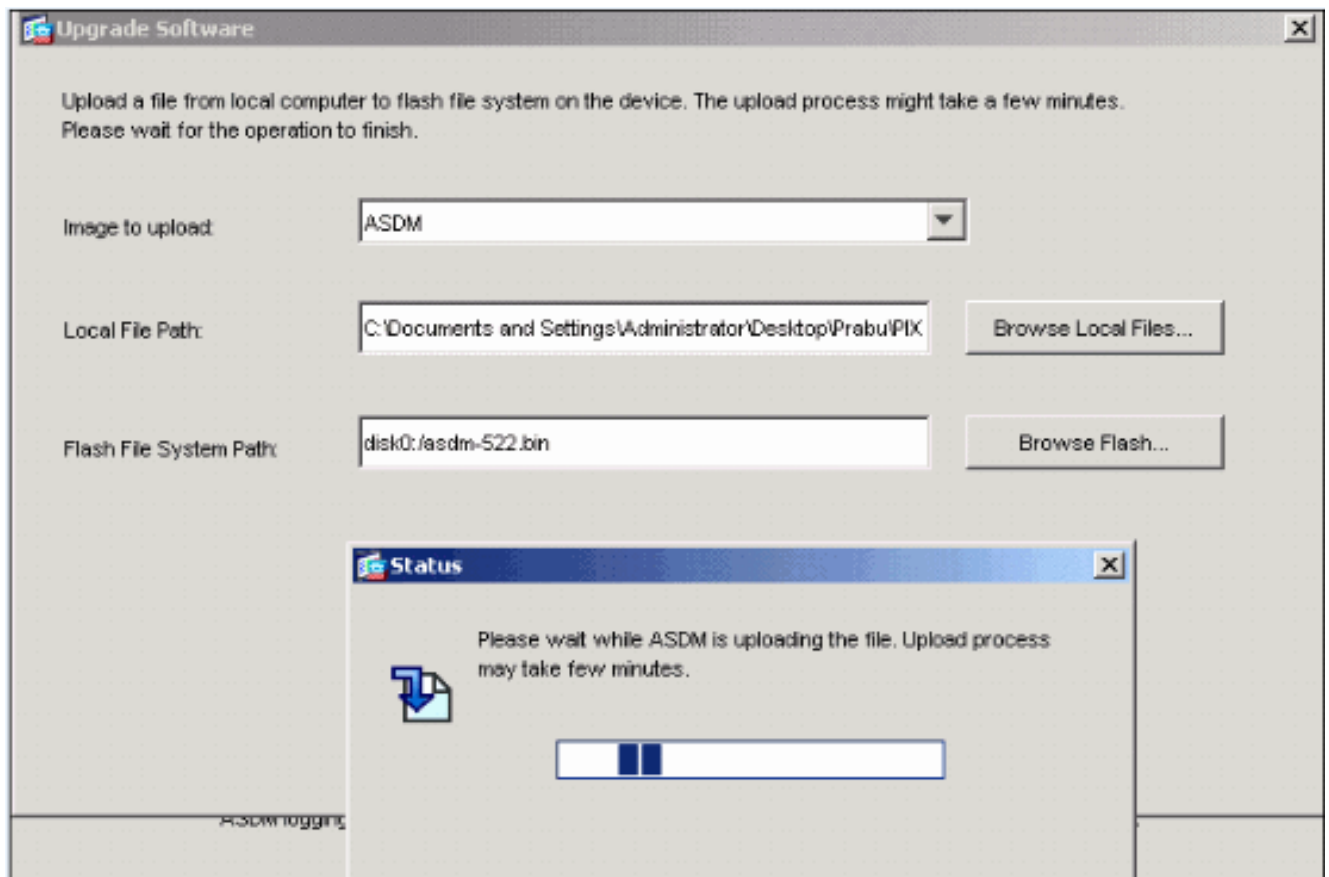 Upgrade Software
Upload a file from local computer to flash file system on the device. The upload process might take a few minutes.
Please wait for the operation to finish.
Image to upload:
ASDM
Local File Path:
C:\Documents and Settings\Administrator\Desktop\Prabu\PIX
Browse Local Files...
Flash File System Path:
disk0:/asdm-522.bin
Browse Flash...
Status
Please wait while ASDM is uploading the file. Upload process
may take few minutes.
ASDM logging